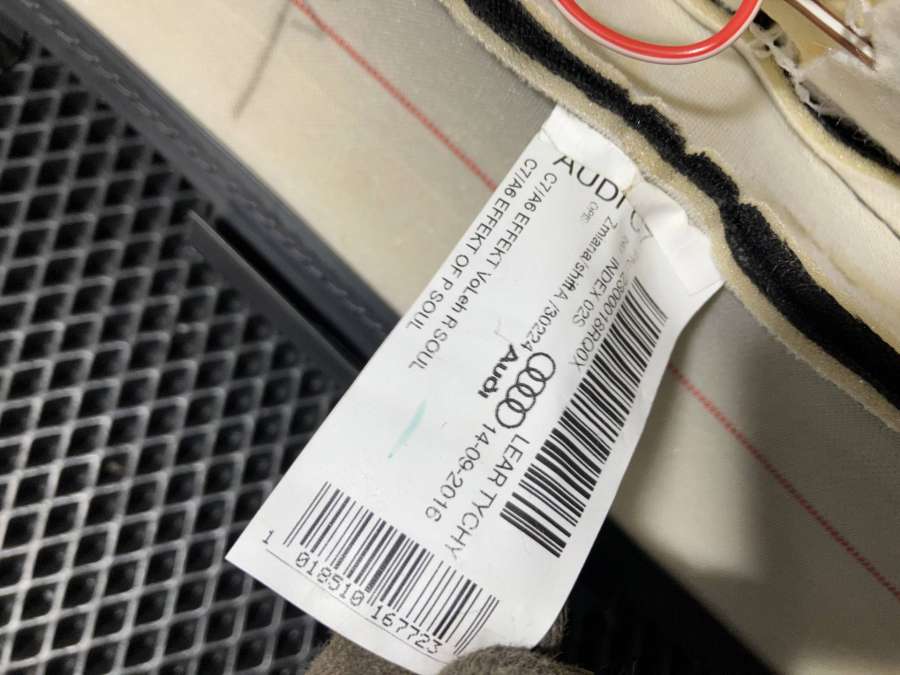 AUDI
INDEX 02S
Zmiana/shift A /30224
C7/A6 EFFEKT VoLeh R SOUL
C7/A6 EFFEKT OF P SOUL
Audi
LEAR TYCHY
14-09-2016
1 018510 167723